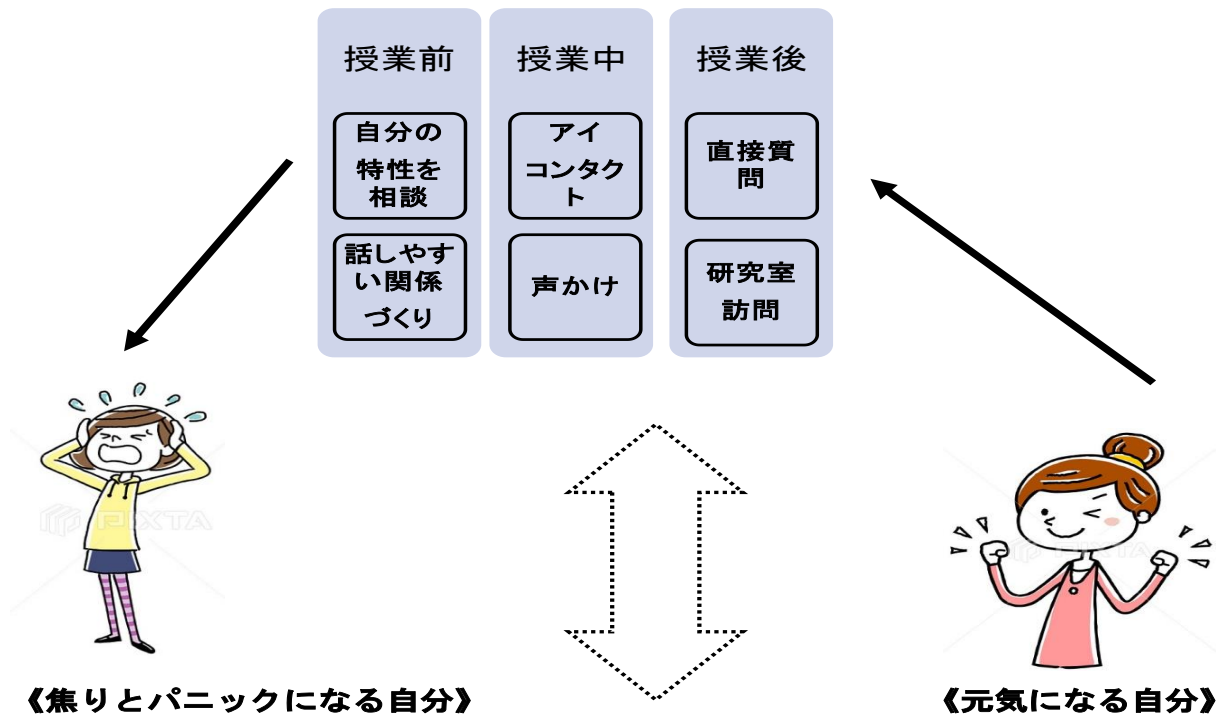 授業前
自分の
特性を
相談
話しやす
い関係
づくり
授業中
アイ
コンタク
ト
声かけ
授業後
直接質
問
研究室
訪問
PIXTA
PIXTA
《焦りとパニックになる自分》
《元気になる自分》